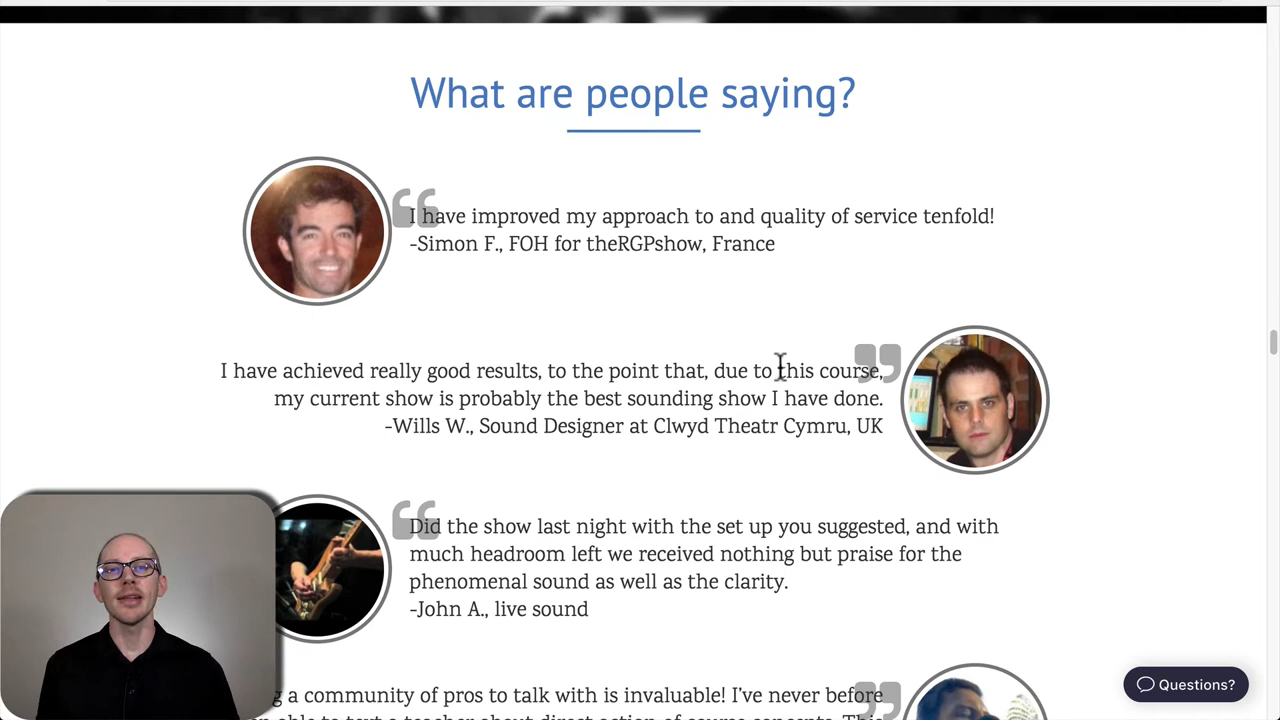 What are people saying?
I have improved my approach to and quality of service tenfold!
-Simon F., FOH for theRGPshow, France
I have achieved really good results, to the point that, due to this course,
my current show is probably the best sounding show I have done.
-Wills W., Sound Designer at Clwyd Theatr Cymru, UK
Did the show last night with the set up you suggested, and with
much headroom left we received nothing but praise for the
phenomenal sound as well as the clarity.
-John A., live sound
a community of pros to talk with is invaluable! I've never before
Questions?